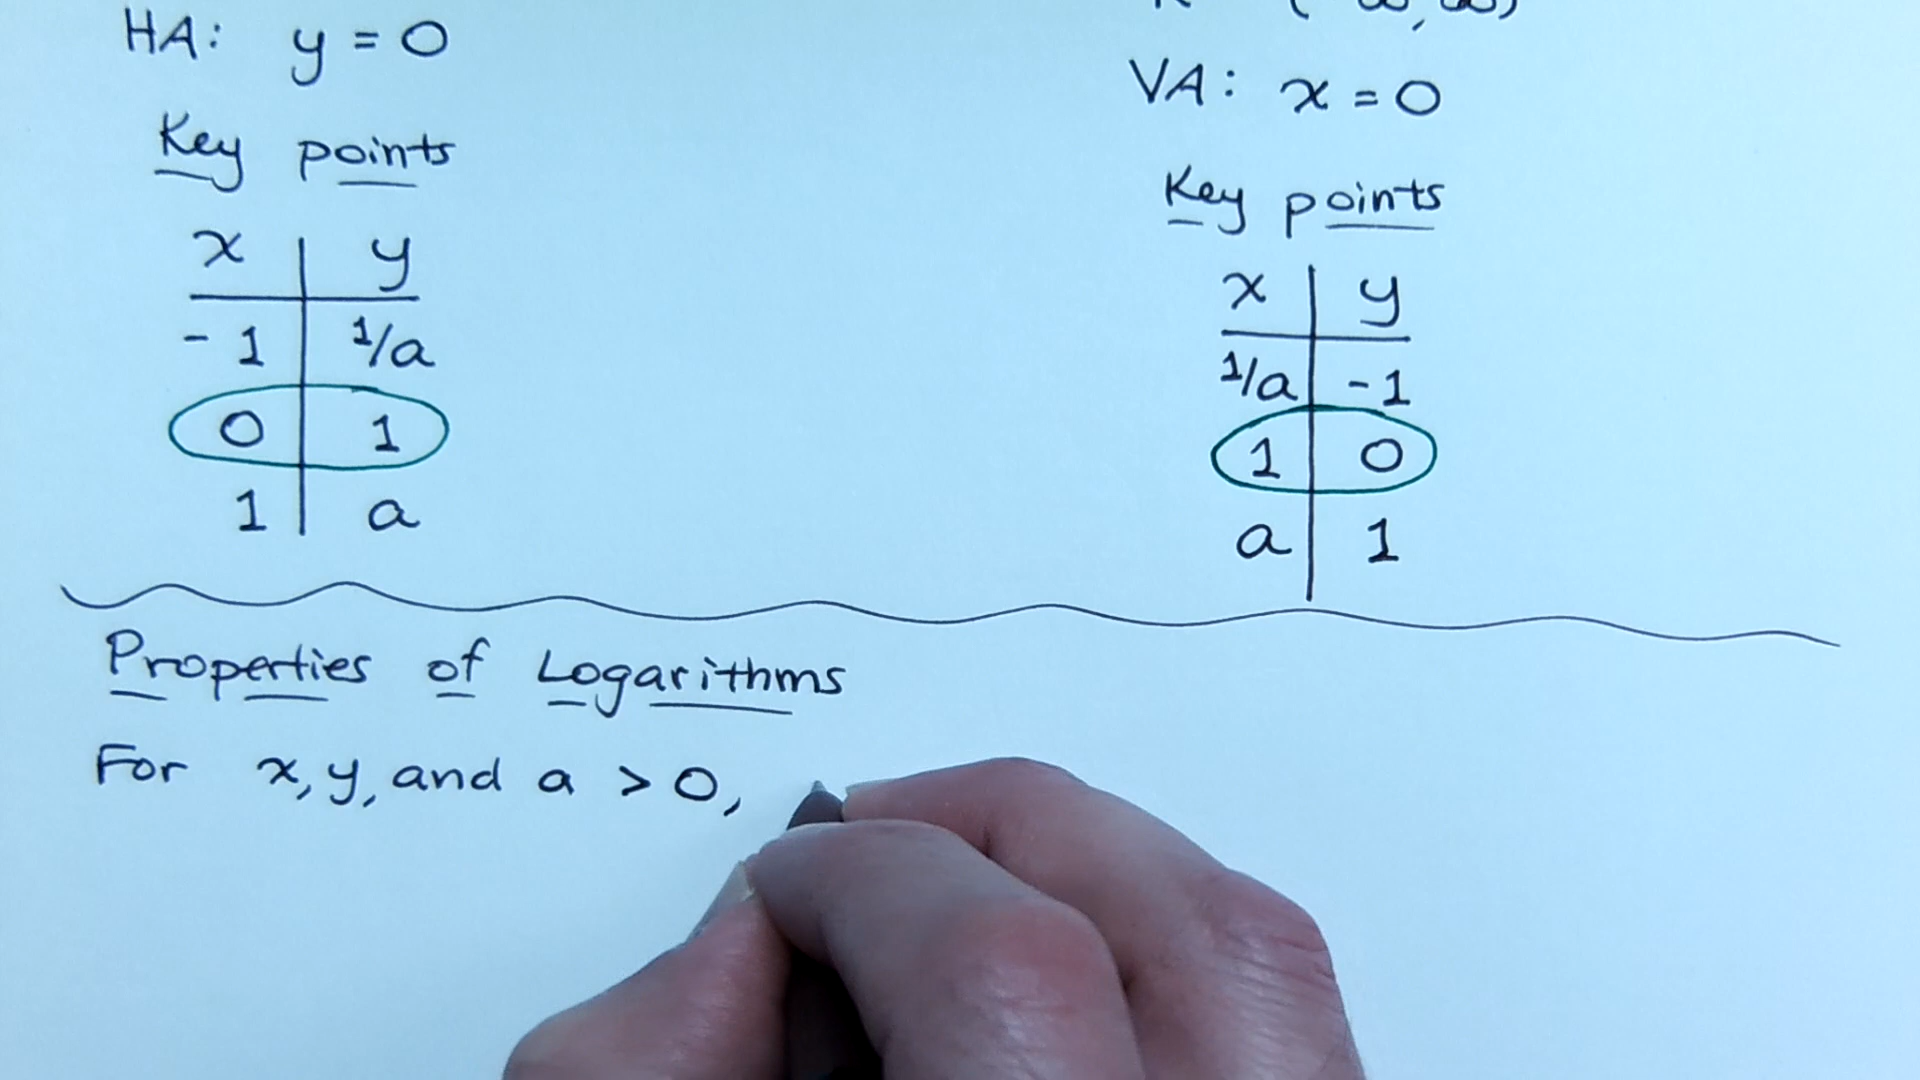 HA: y = 0
Key points
x y
-1 1/a
0 1
1 a
VA: x = 0
Key points
x y
1/a -1
1 0
a 1
Properties of Logarithms
For x, y, and a > 0,